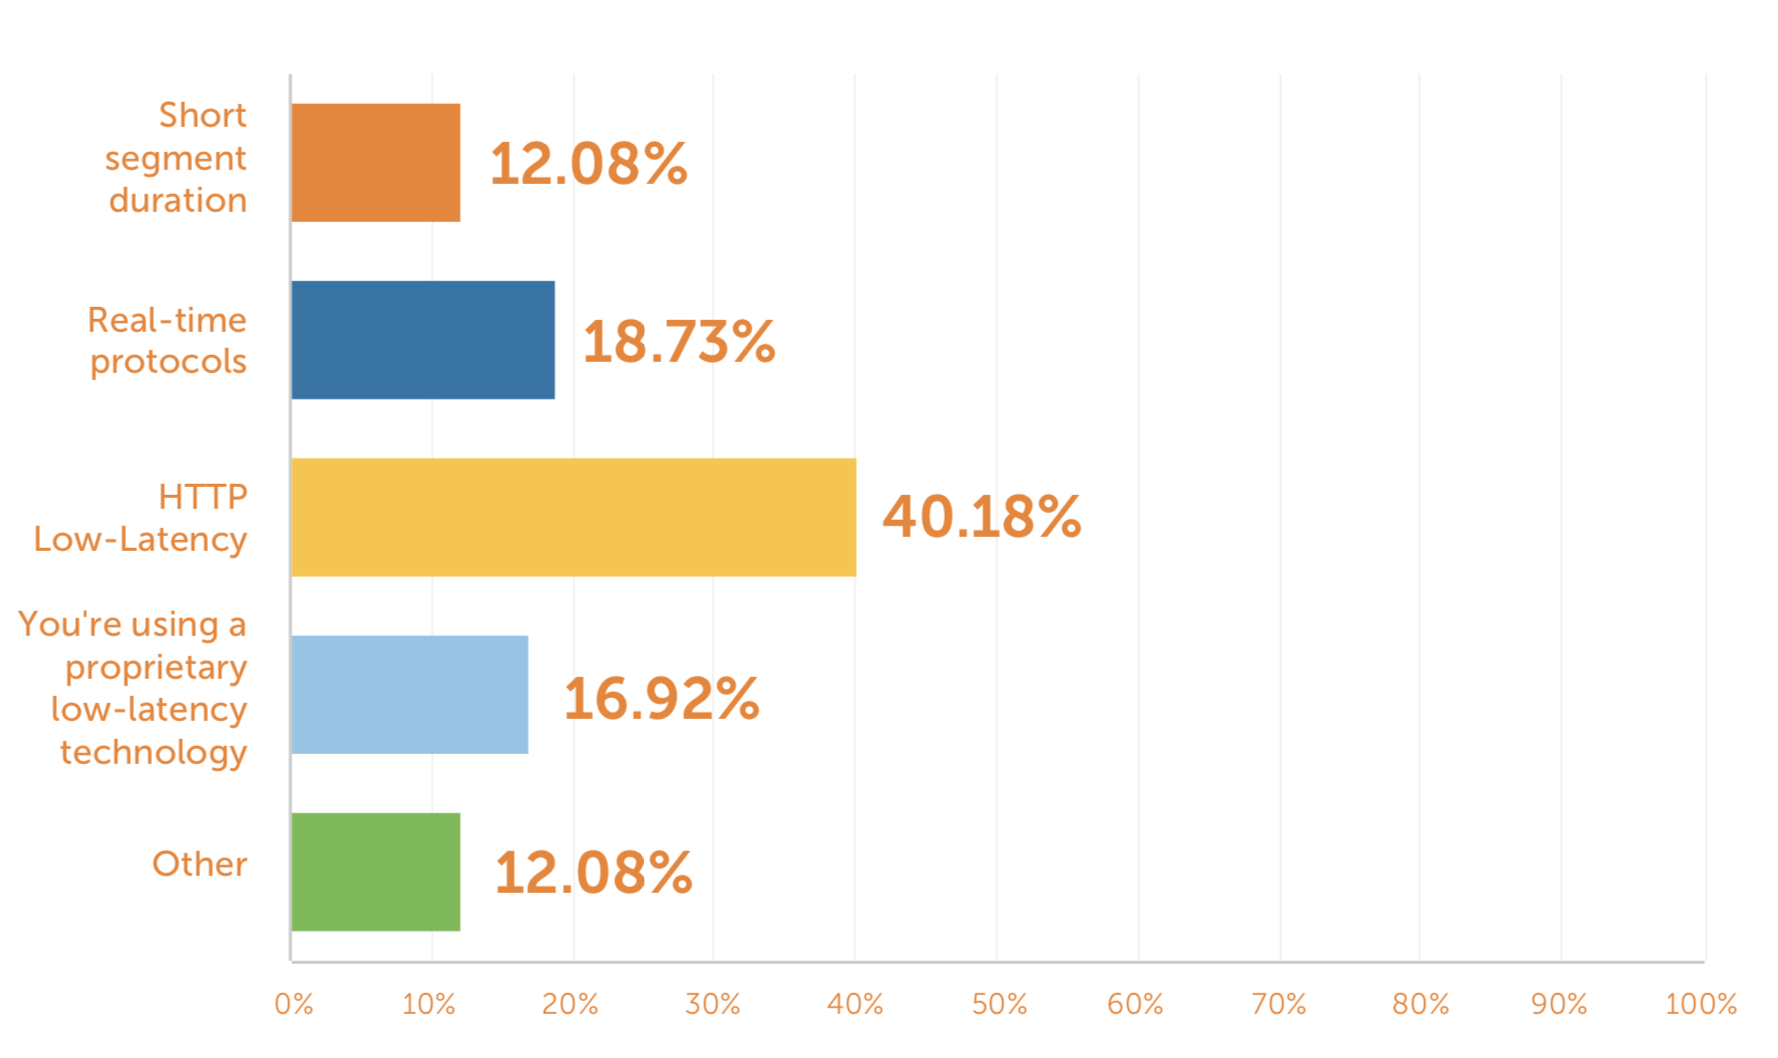 Short
segment
duration
12.08%
Real-time
protocols
18.73%
HTTP
Low-Latency
40.18%
You're using a
proprietary
low-latency
technology
16.92%
Other
12.08%
0% 10% 20% 30% 40% 50% 60% 70% 80% 90% 100%